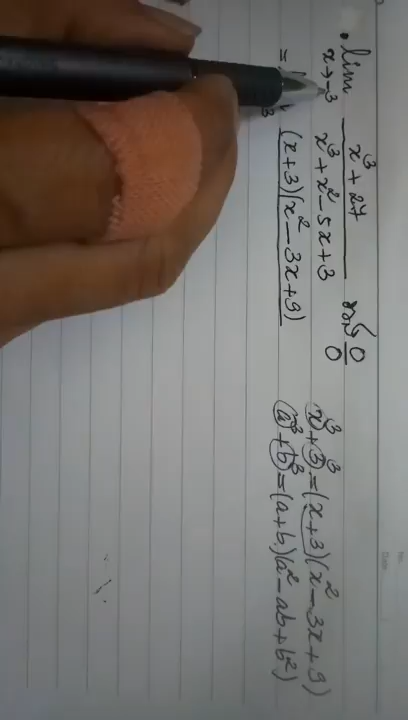 lim x³ + 27
x→-3 x³ + x² - 5x + 3
0
0
= (x+3)(x² - 3x + 9)
x³ + 3³ = (x+3)(x² - 3x + 9)
a³ + b³ = (a+b)(a² - ab + b²)